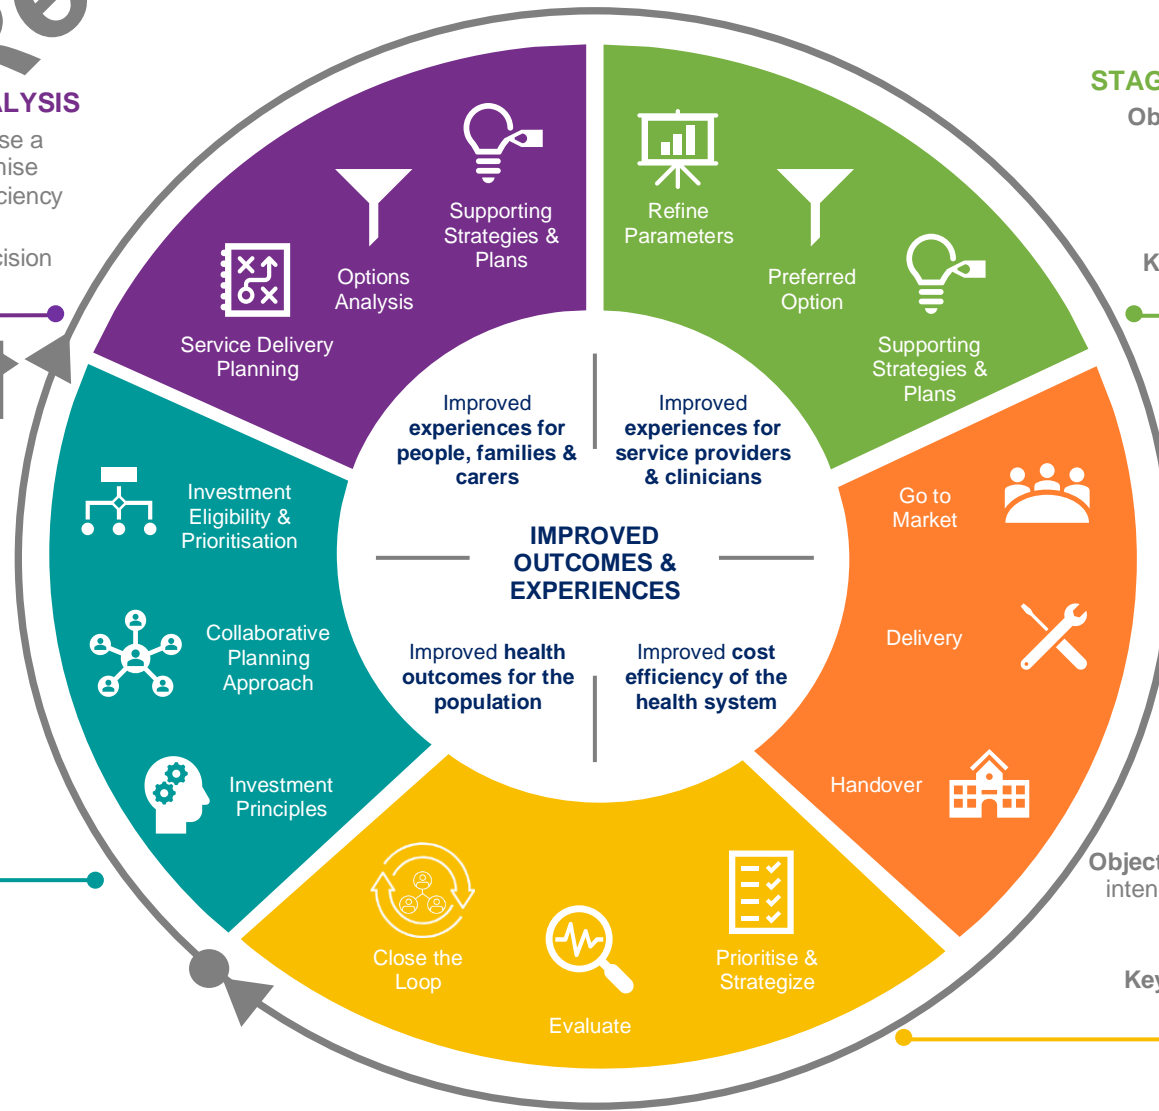 Re
ALYSIS
se a
nise
ciency
cision
STAG
Ob
K
Supporting
Strategies &
Plans
Options
Analysis
Service Delivery
Planning
Refine
Parameters
Preferred
Option
Supporting
Strategies &
Plans
Improved
experiences for
people, families &
carers
Improved
experiences for
service providers
& clinicians
Investment
Eligibility &
Prioritisation
Go to
Market
IMPROVED
OUTCOMES &
EXPERIENCES
Collaborative
Planning
Approach
Delivery
Improved health
outcomes for the
population
Improved cost
efficiency of the
health system
Investment
Principles
Handover
Object
inten
Key
Close the
Loop
Evaluate
Prioritise &
Strategize